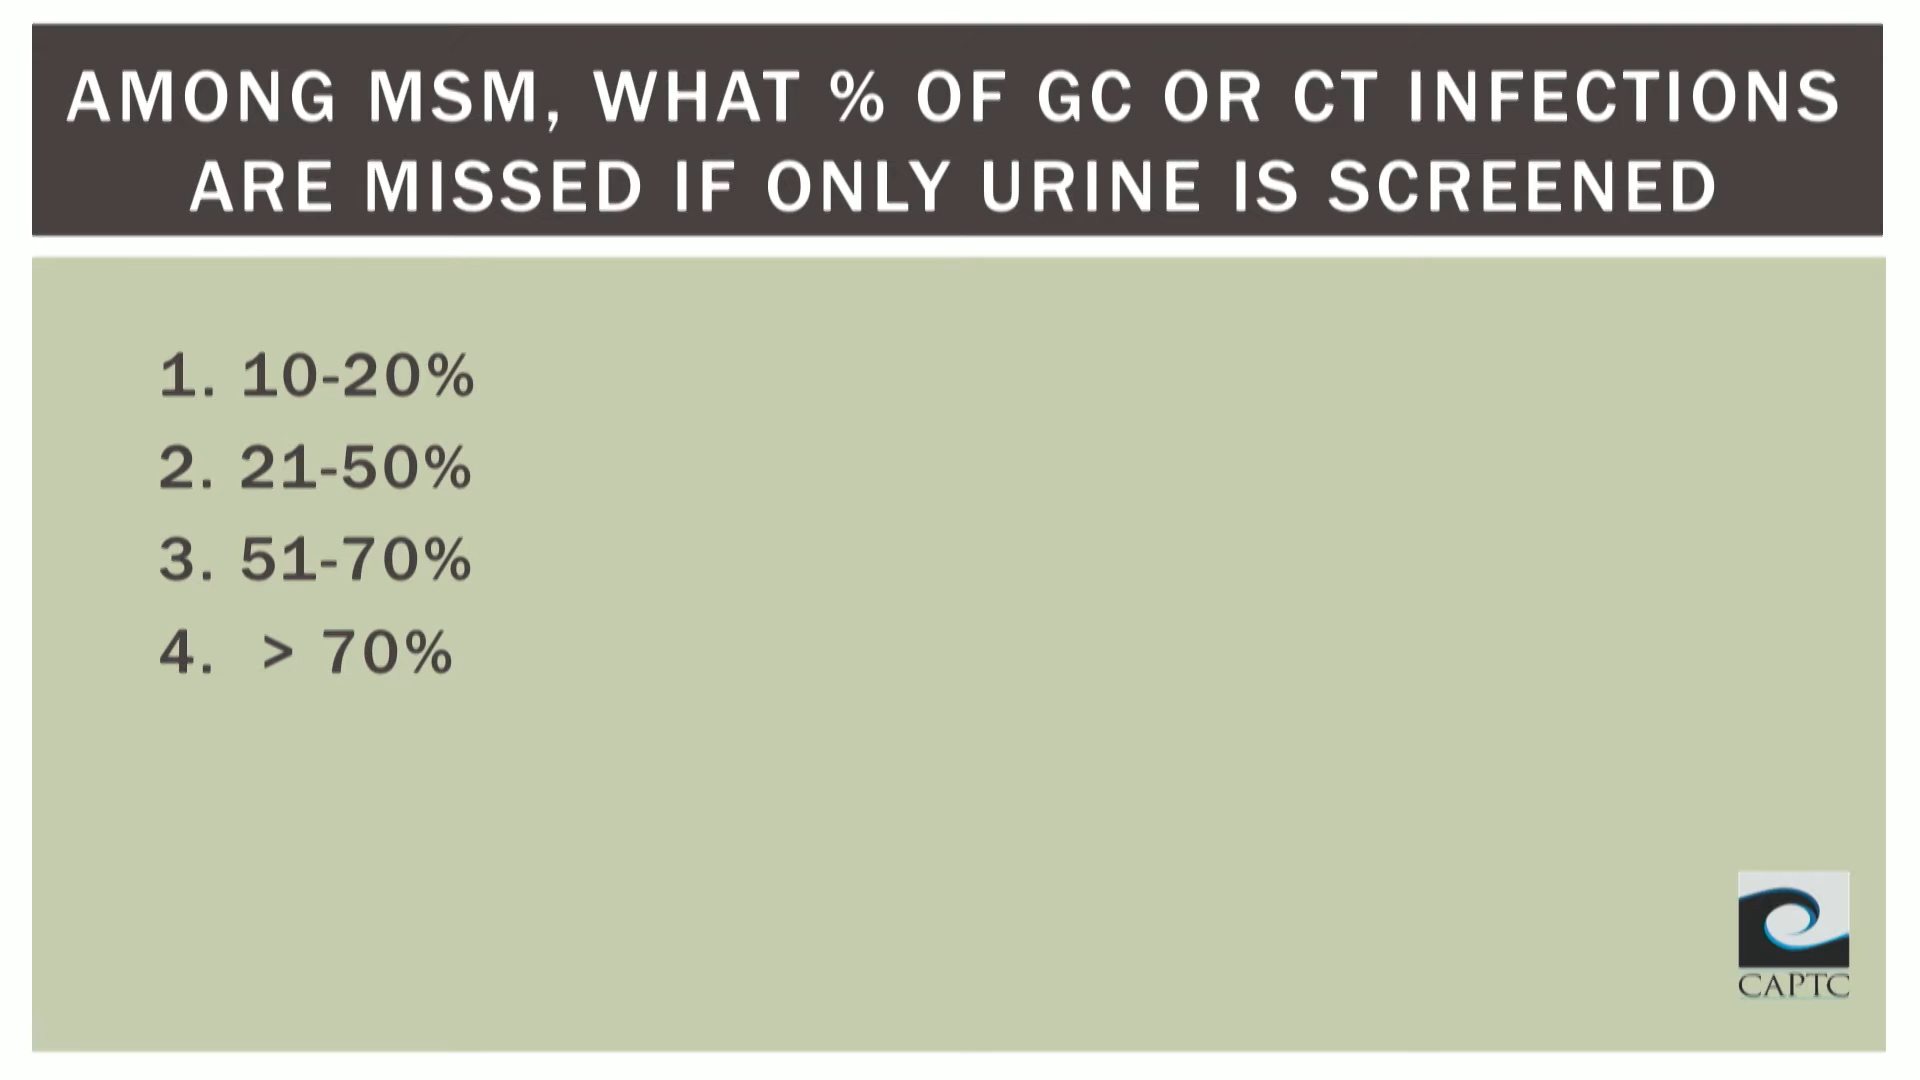 AMONG MSM, WHAT % OF GC OR CT INFECTIONS
ARE MISSED IF ONLY URINE IS SCREENED
1. 10-20%
2. 21-50%
3. 51-70%
4. > 70%
CAPTC